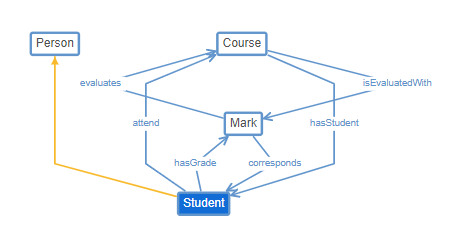 Person
Course
evaluates
isEvaluatedWith
attend
Mark
hasStudent
hasGrade
corresponds
Student